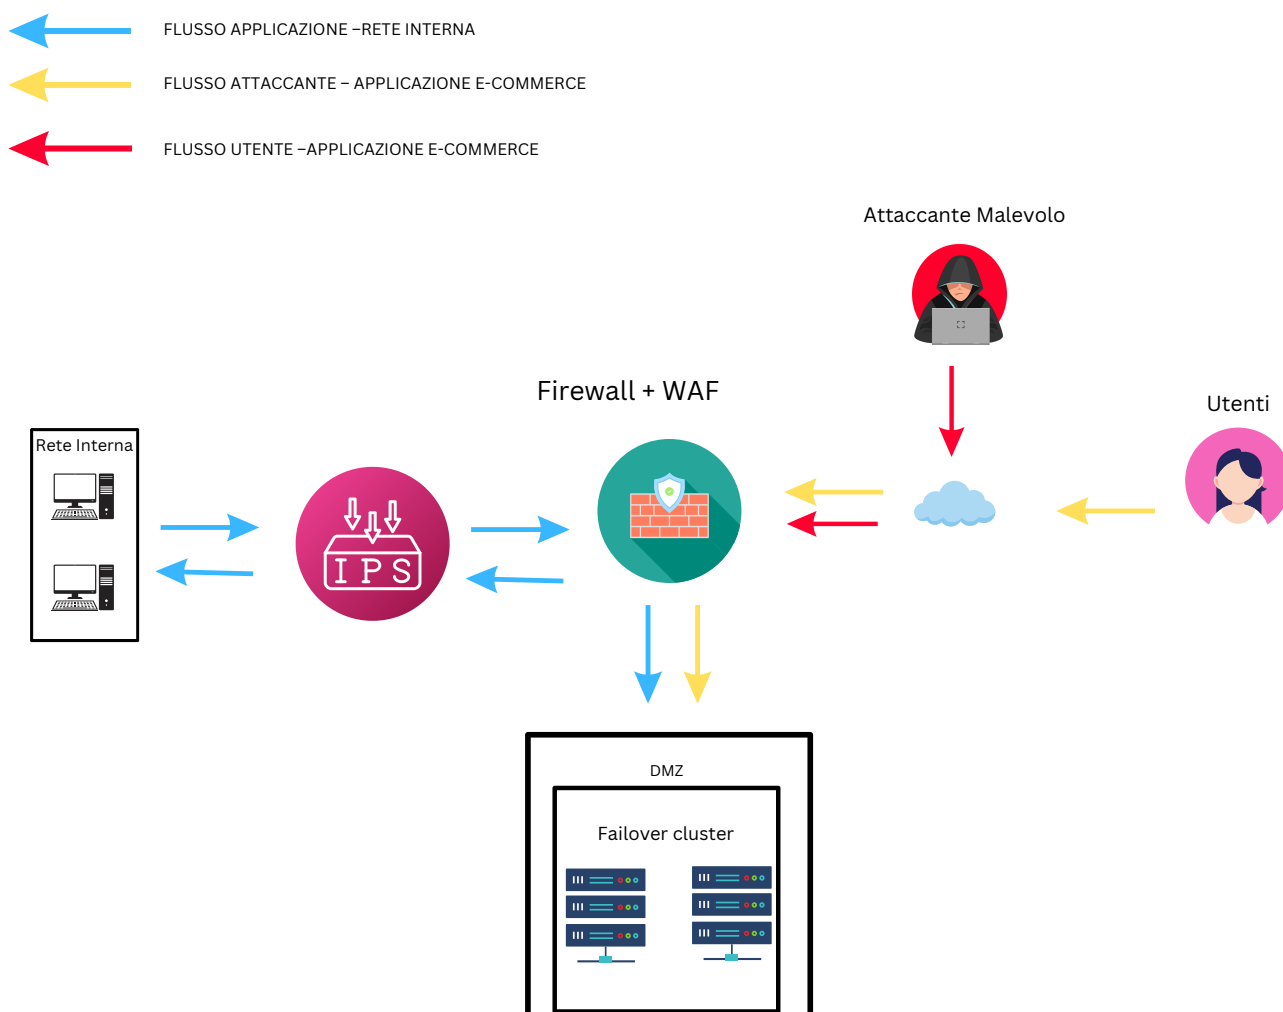 FLUSSO APPLICAZIONE –RETE INTERNA
FLUSSO ATTACCANTE – APPLICAZIONE E-COMMERCE
FLUSSO UTENTE –APPLICAZIONE E-COMMERCE
Attaccante Malevolo
Firewall + WAF
Utenti
Rete Interna
IPS
DMZ
Failover cluster